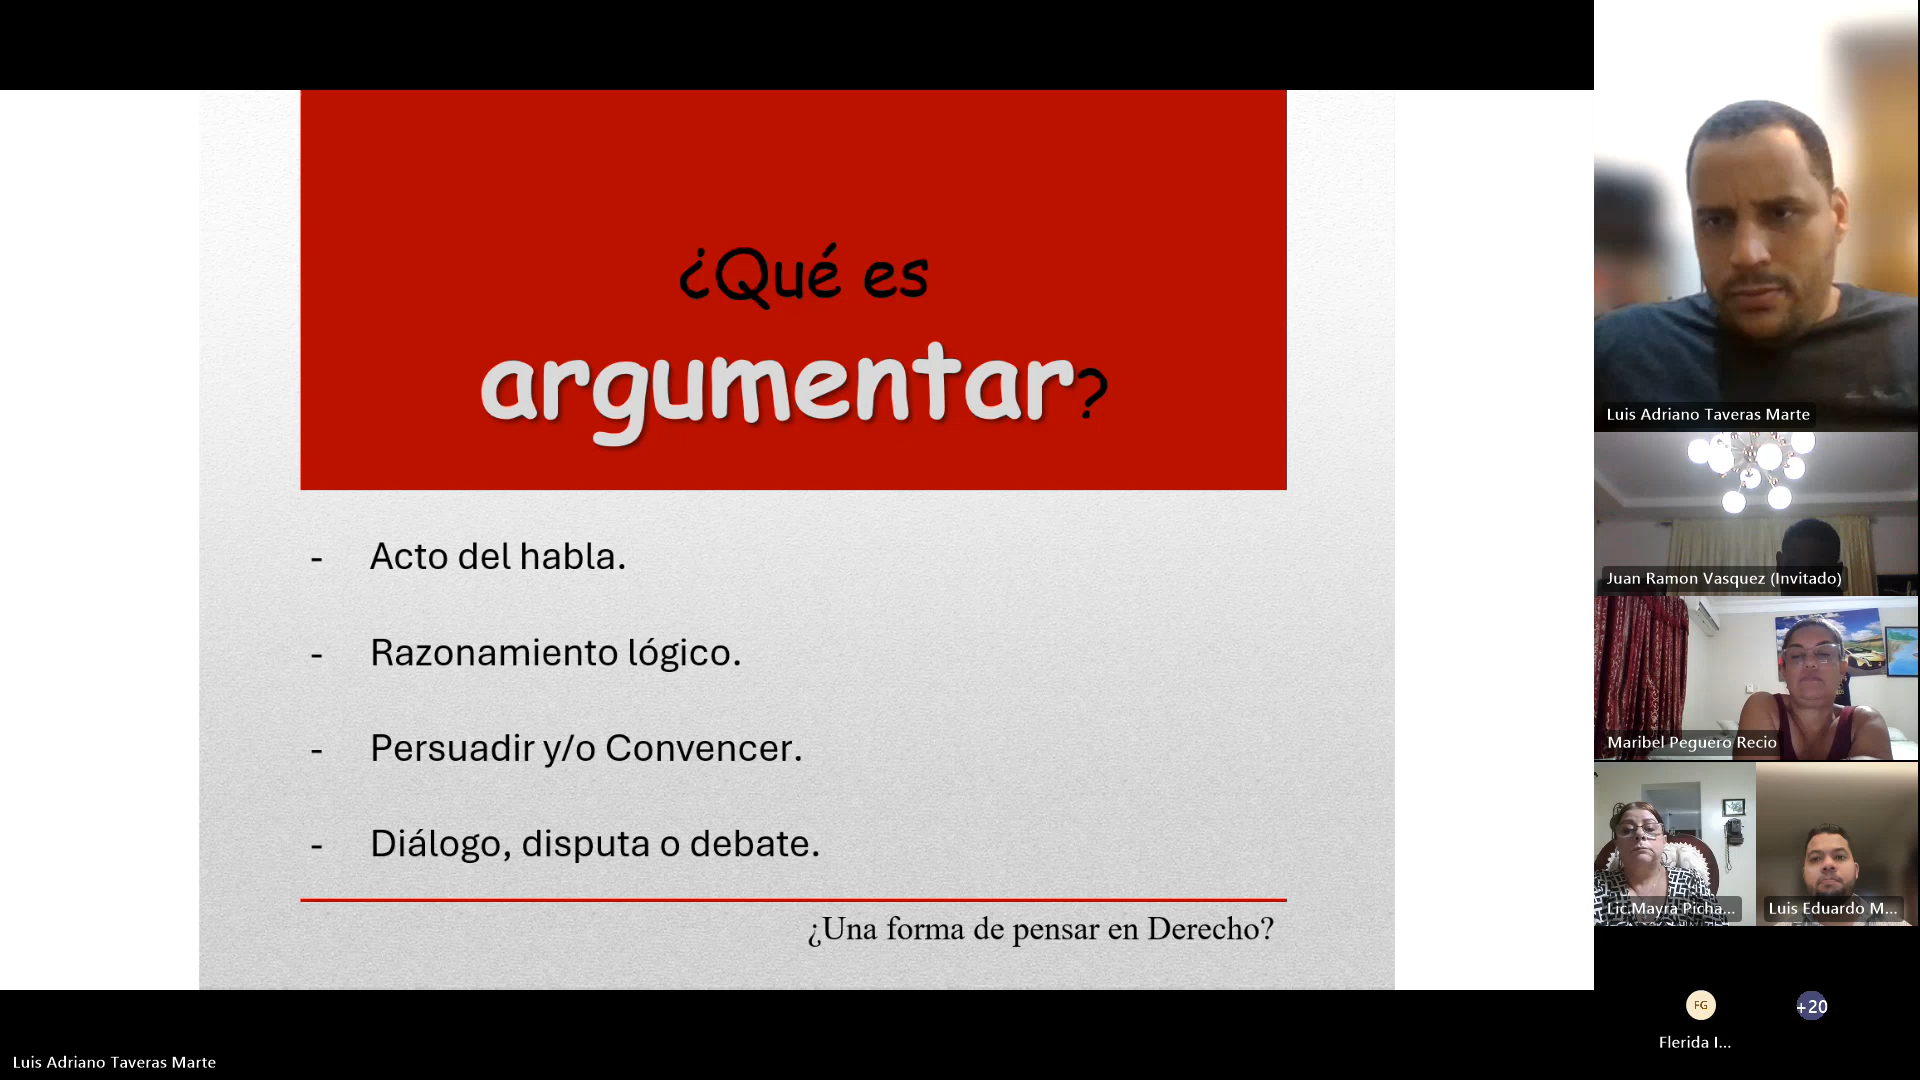 ¿Qué es
argumentar?
- Acto del habla.
- Razonamiento lógico.
- Persuadir y/o Convencer.
- Diálogo, disputa o debate.
¿Una forma de pensar en Derecho?
Luis Adriano Taveras Marte
Juan Ramon Vasquez (Invitado)
Maribel Peguero Recio
Lic.Mayra Picha...
Luis Eduardo M...
FG
+20
Flerida I...
Luis Adriano Taveras Marte